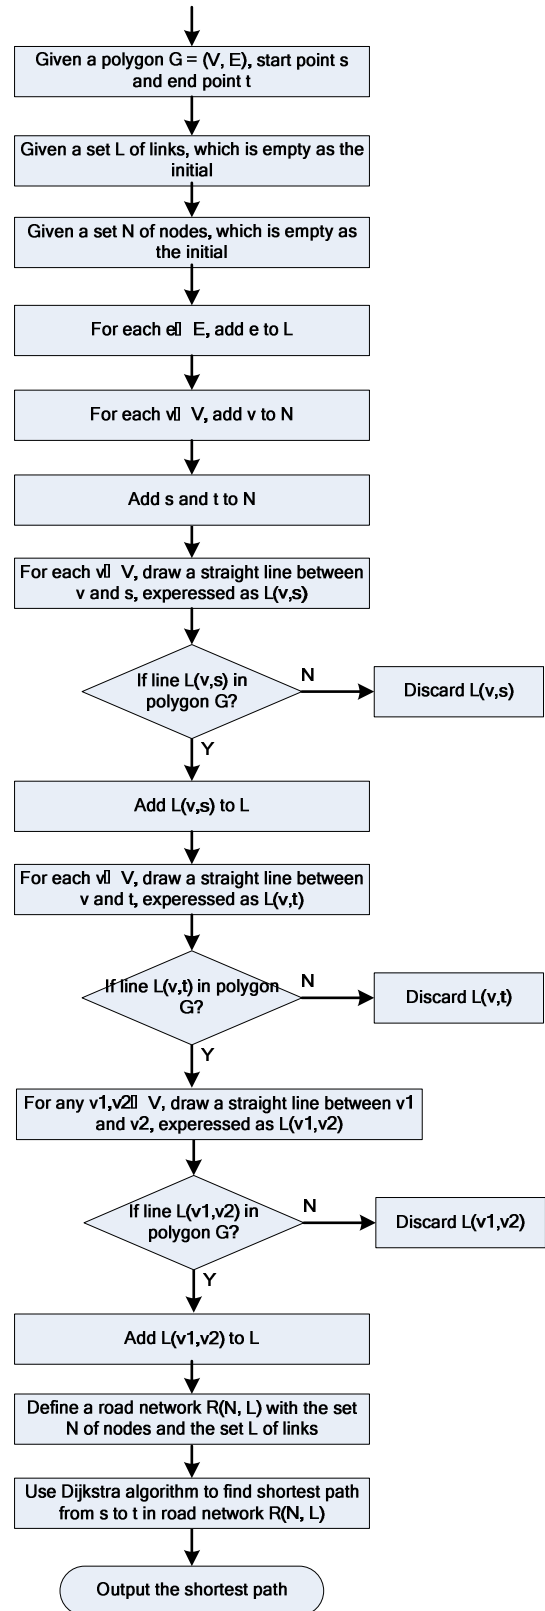 Given a polygon G = (V, E), start point s
and end point t
Given a set L of links, which is empty as the
initial
Given a set N of nodes, which is empty as
the initial
For each e▯ E, add e to L
For each v▯ V, add v to N
Add s and t to N
For each v▯ V, draw a straight line between
v and s, experessed as L(v,s)
If line L(v,s) in
polygon G?
N
Discard L(v,s)
Y
Add L(v,s) to L
For each v▯ V, draw a straight line between
v and t, experessed as L(v,t)
If line L(v,t) in polygon
G?
N
Discard L(v,t)
Y
For any v1,v2▯ V, draw a straight line between v1
and v2, experessed as L(v1,v2)
If line L(v1,v2) in
polygon G?
N
Discard L(v1,v2)
Y
Add L(v1,v2) to L
Define a road network R(N, L) with the set
N of nodes and the set L of links
Use Dijkstra algorithm to find shortest path
from s to t in road network R(N, L)
Output the shortest path